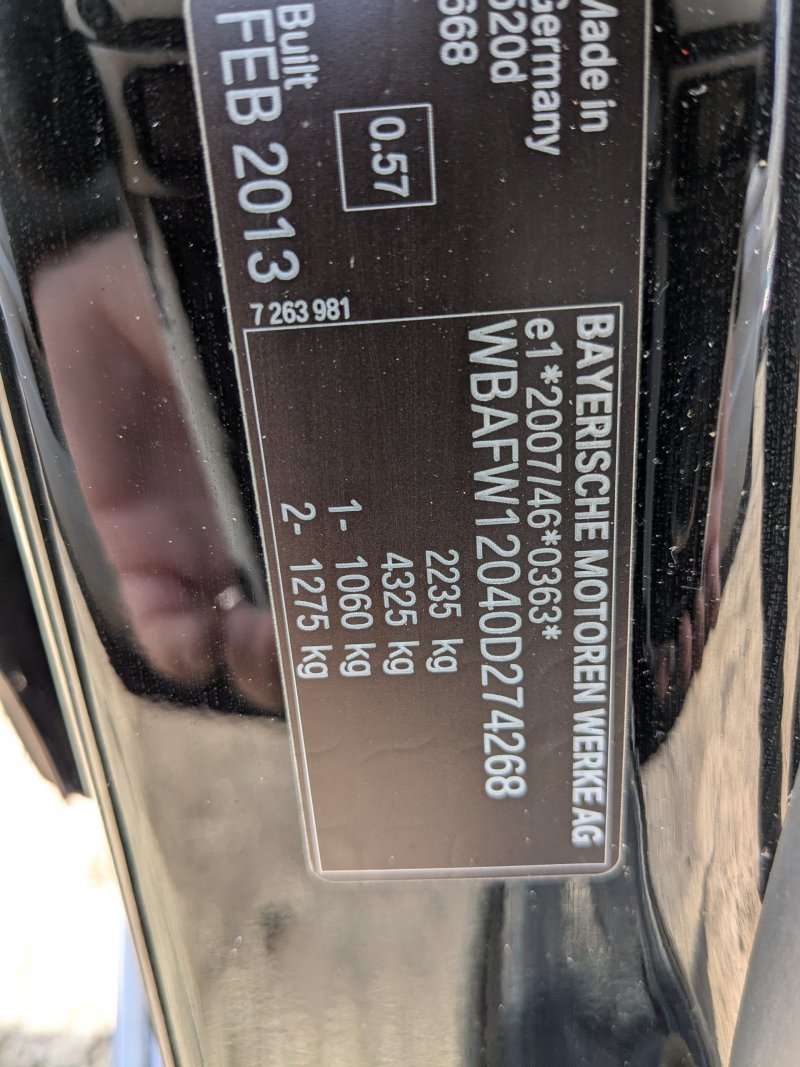 Made in
Germany
520d
668
0.57
Built
FEB 2013
7 263 981
BAYERISCHE MOTOREN WERKE AG
e1*2007/46*0363*
WBAFW12040D274268
2235 kg
4325 kg
1- 1060 kg
2- 1275 kg